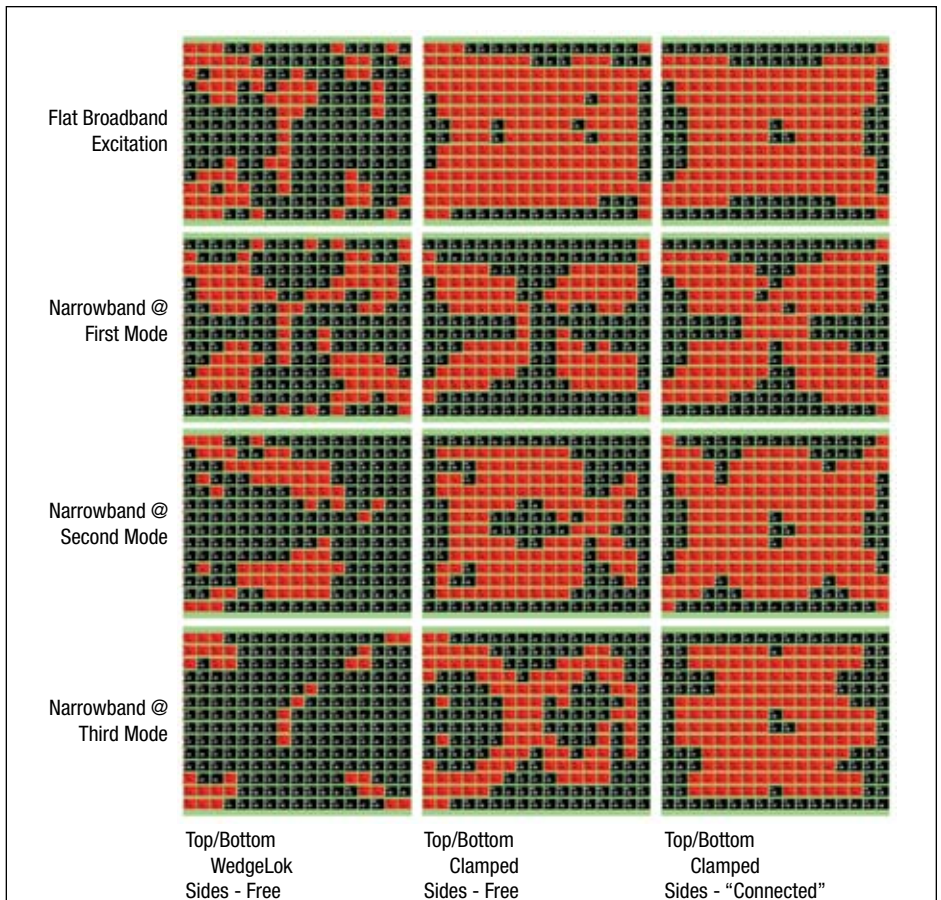 Flat Broadband
Excitation
Narrowband @
First Mode
Narrowband @
Second Mode
Narrowband @
Third Mode
Top/Bottom
WedgeLok
Sides - Free
Top/Bottom
Clamped
Sides - Free
Top/Bottom
Clamped
Sides - “Connected”